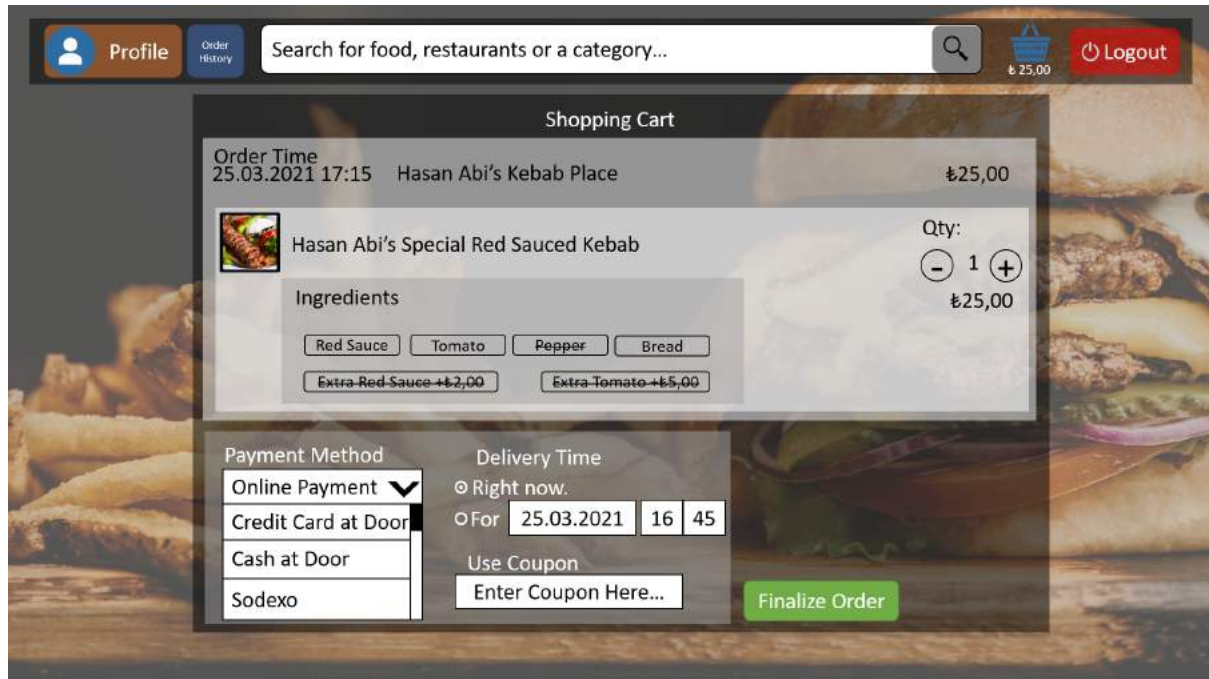 Profile
Order
History
Search for food, restaurants or a category...
₺ 25,00
Logout
Shopping Cart
Order Time
25.03.2021 17:15 Hasan Abi's Kebab Place ₺25,00
Hasan Abi's Special Red Sauced Kebab
Qty:
- 1 +
₺25,00
Ingredients
Red Sauce Tomato Pepper Bread
Extra Red Sauce +₺2,00 Extra Tomato +₺5,00
Payment Method
Online Payment
Credit Card at Door
Cash at Door
Sodexo
Delivery Time
Right now.
For 25.03.2021 16 45
Use Coupon
Enter Coupon Here...
Finalize Order